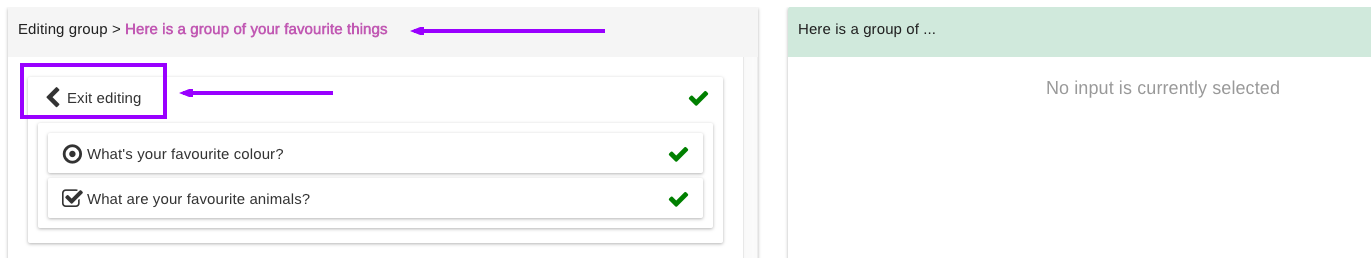 Editing group > Here is a group of your favourite things
Exit editing
What's your favourite colour?
What are your favourite animals?
Here is a group of ...
No input is currently selected